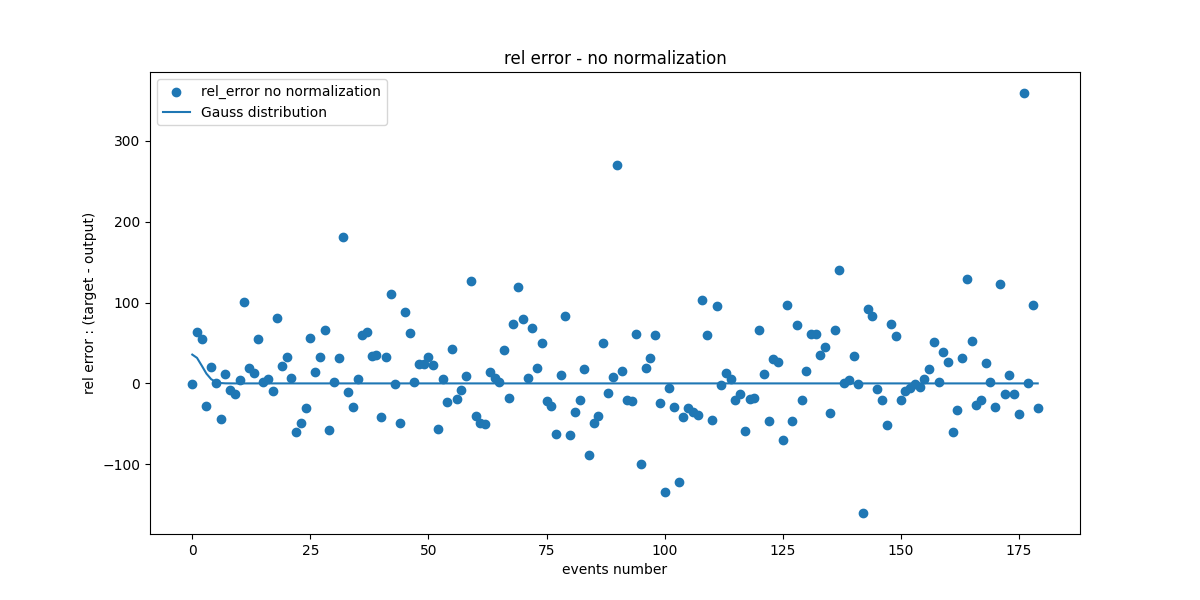 rel error - no normalization
rel_error no normalization
Gauss distribution
rel error : (target - output)
300
200
100
0
−100
0 25 50 75 100 125 150 175
events number